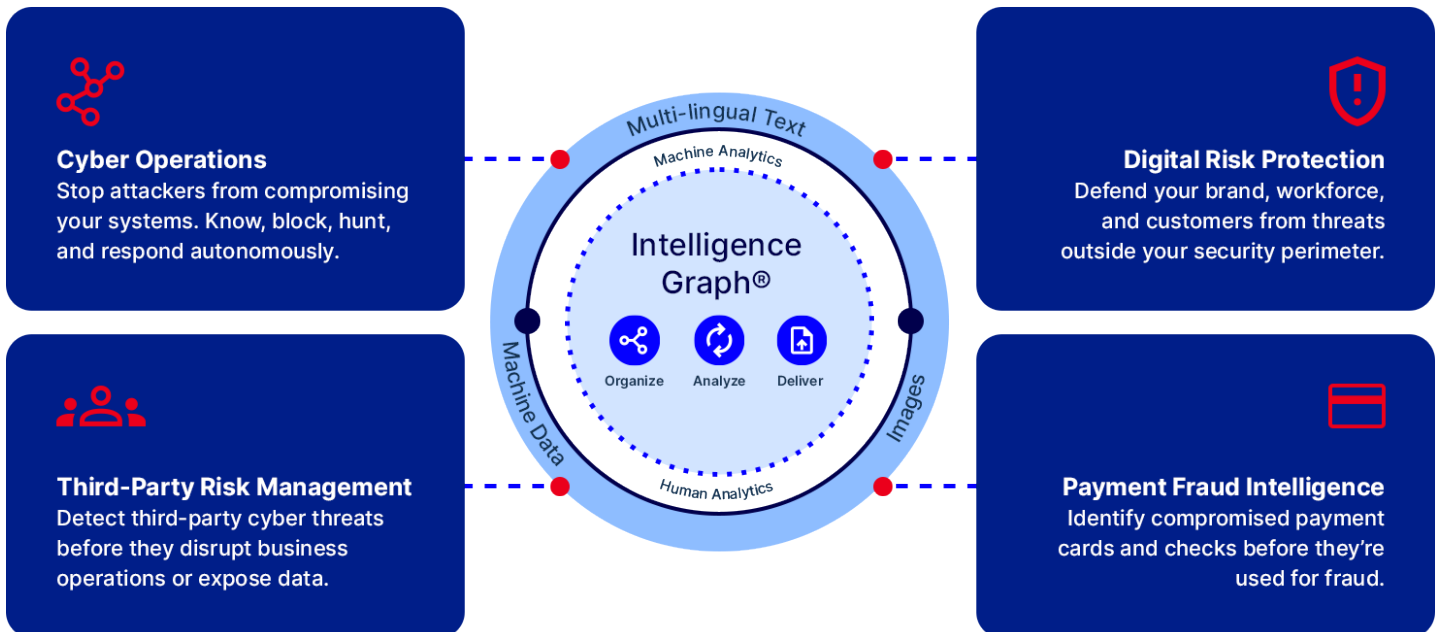 Cyber Operations
Stop attackers from compromising
your systems. Know, block, hunt,
and respond autonomously.
Third-Party Risk Management
Detect third-party cyber threats
before they disrupt business
operations or expose data.
Multi-lingual Text
Machine Analytics
Intelligence
Graph®
Organize
Analyze
Deliver
Machine Data
Images
Human Analytics
Digital Risk Protection
Defend your brand, workforce,
and customers from threats
outside your security perimeter.
Payment Fraud Intelligence
Identify compromised payment
cards and checks before they’re
used for fraud.